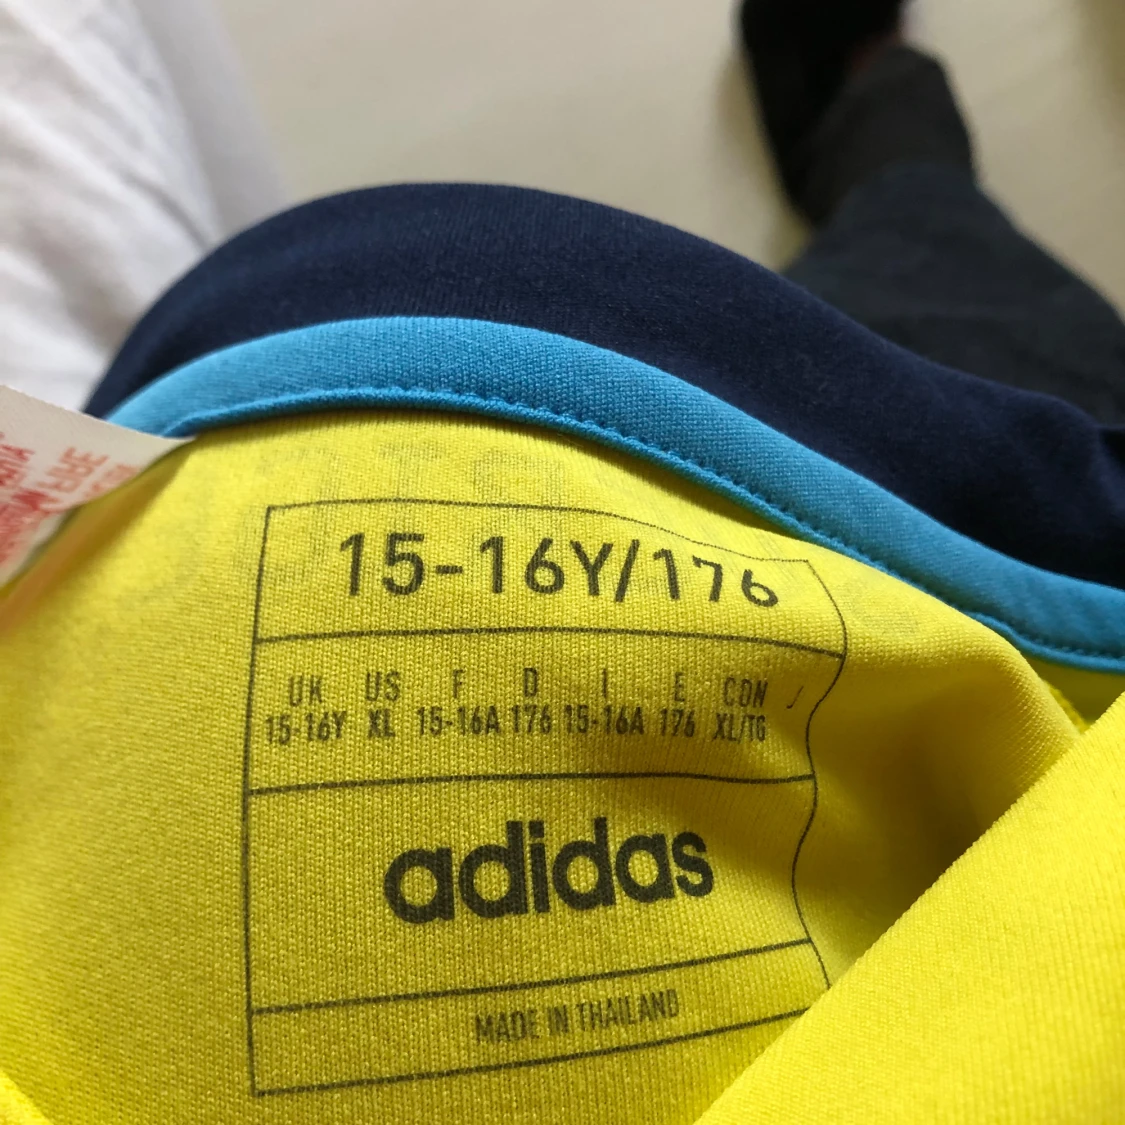 15-16Y/176
UK US F D I E CDN J
15-16Y XL 15-16A 176 15-16A 176 XL/TG
adidas
MADE IN THAILAND